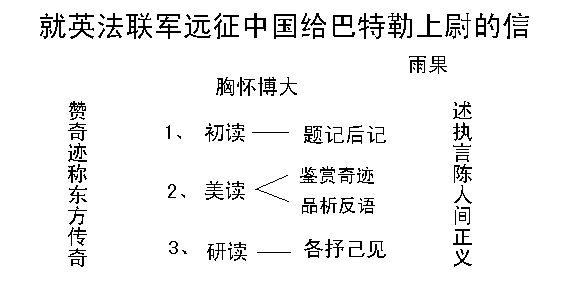 就英法联军远征中国给巴特勒上尉的信
雨果
胸怀博大
赞奇迹称东方传奇
1、 初读 题记后记
2、 美读 鉴赏奇迹
品析反语
3、 研读 各抒己见
述执言陈人间正义